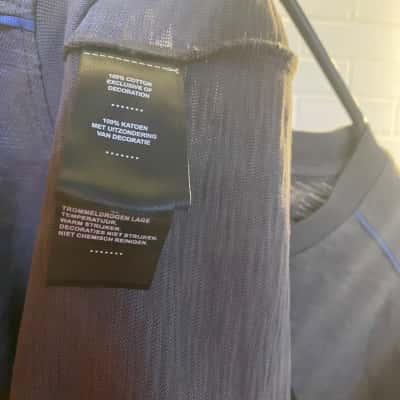 100% COTTON
EXCLUSIVE OF
DECORATION
100% KATOEN
MET UITZONDERING
VAN DECORATIE
TROMMELDROGEN LAGE
TEMPERATUUR,
WARM STRIJKEN.
DECORATIES NIET STRIJKEN
NIET CHEMISCH REINIGEN.